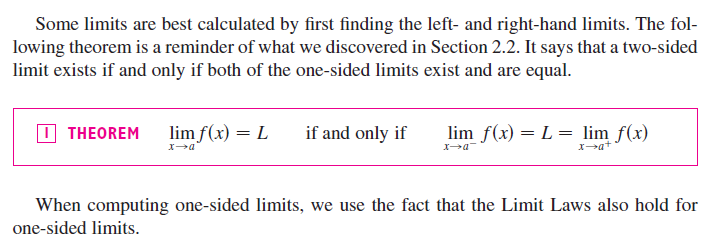 Some limits are best calculated by first finding the left- and right-hand limits. The fol-
lowing theorem is a reminder of what we discovered in Section 2.2. It says that a two-sided
limit exists if and only if both of the one-sided limits exist and are equal.
1 THEOREM lim f(x) = L if and only if lim f(x) = L = lim f(x)
x→a x→a⁻ x→a⁺
When computing one-sided limits, we use the fact that the Limit Laws also hold for
one-sided limits.